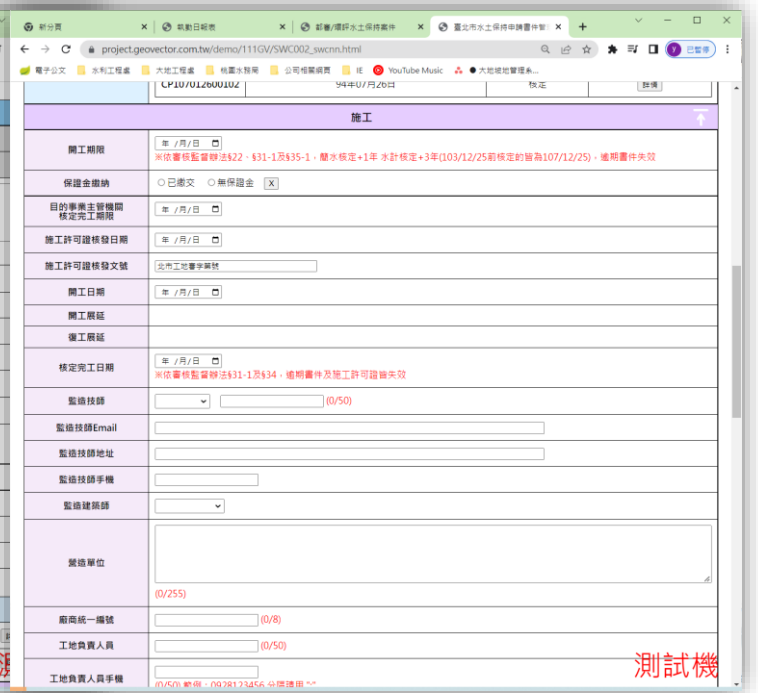 新分頁
執勤日報表
部審/環評水土保持案件
臺北市水土保持申請書件管
project.geovector.com.tw/demo/111GV/SWC002_swcnn.html
已暫停
電子公文
水利工程處
大地工程處
桃園水務局
公司相關網頁
IE
YouTube Music
大地坡地管理系...
CP107012600102
94年07月26日
核定
詳情
施工
開工期限
年 /月/日
※依審核監督辦法§22、§31-1及§35-1，簡水核定+1年 水計核定+3年(103/12/25前核定的皆為107/12/25)，逾期書件失效
保證金繳納
已繳交
無保證金
X
目的事業主管機關
核定完工期限
年 /月/日
施工許可證核發日期
年 /月/日
施工許可證核發文號
北市工地審字第號
開工日期
年 /月/日
開工展延
復工展延
核定完工日期
年 /月/日
※依審核監督辦法§31-1及§34，逾期書件及施工許可證皆失效
監造技師
(0/50)
監造技師Email
監造技師地址
監造技師手機
監造建築師
營造單位
(0/255)
廠商統一編號
(0/8)
工地負責人員
(0/50)
測試機
工地負責人員手機
(0/50) 範例：0928123456 分隔請用